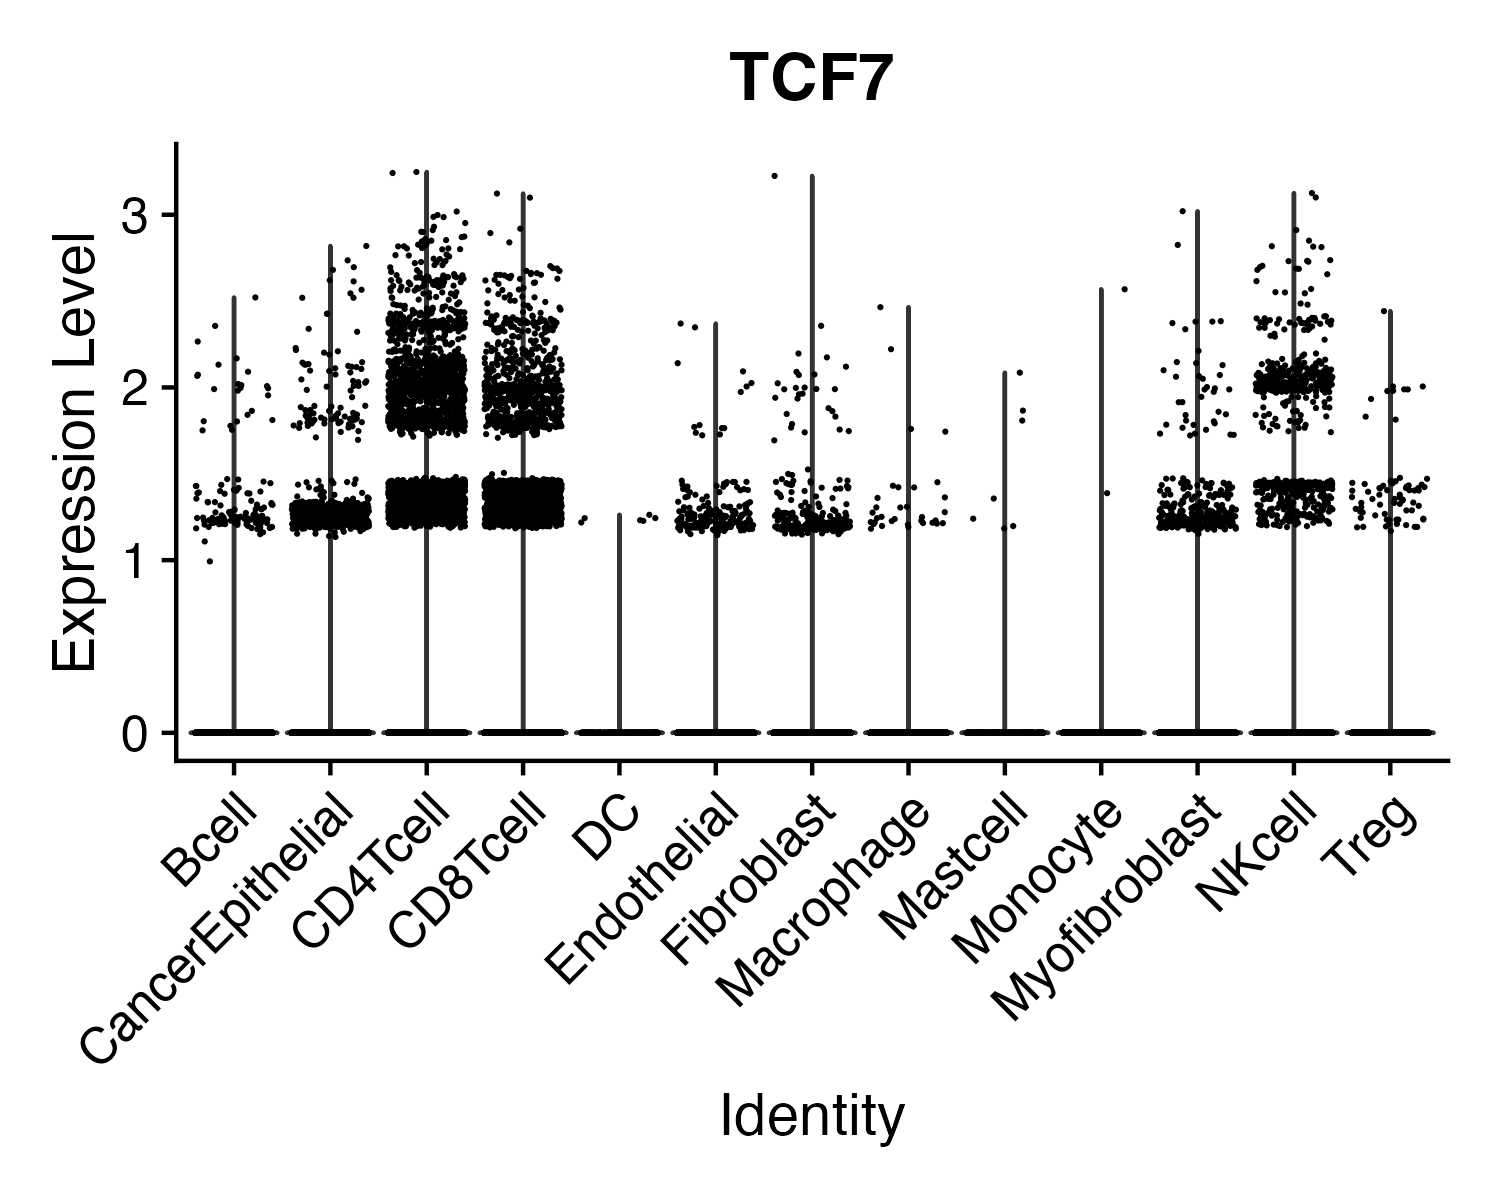 TCF7
Expression Level
3
2
1
0
Bcell
CancerEpithelial
CD4Tcell
CD8Tcell
DC
Endothelial
Fibroblast
Macrophage
Mastcell
Monocyte
Myofibroblast
NKcell
Treg
Identity